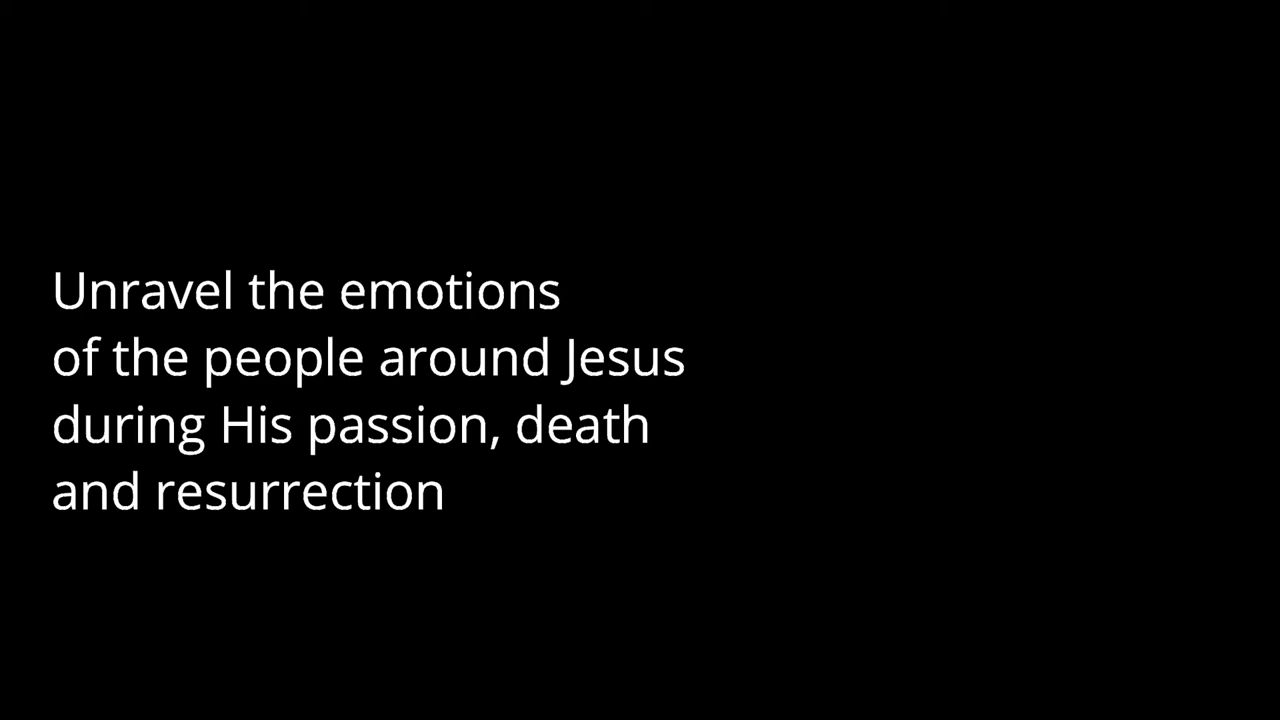 Unravel the emotions
of the people around Jesus
during His passion, death
and resurrection